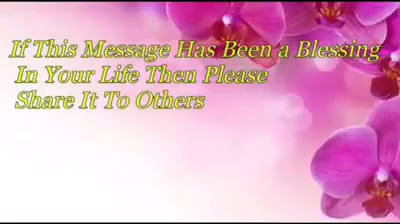 If This Message Has Been a Blessing
In Your Life Then Please
Share It To Others